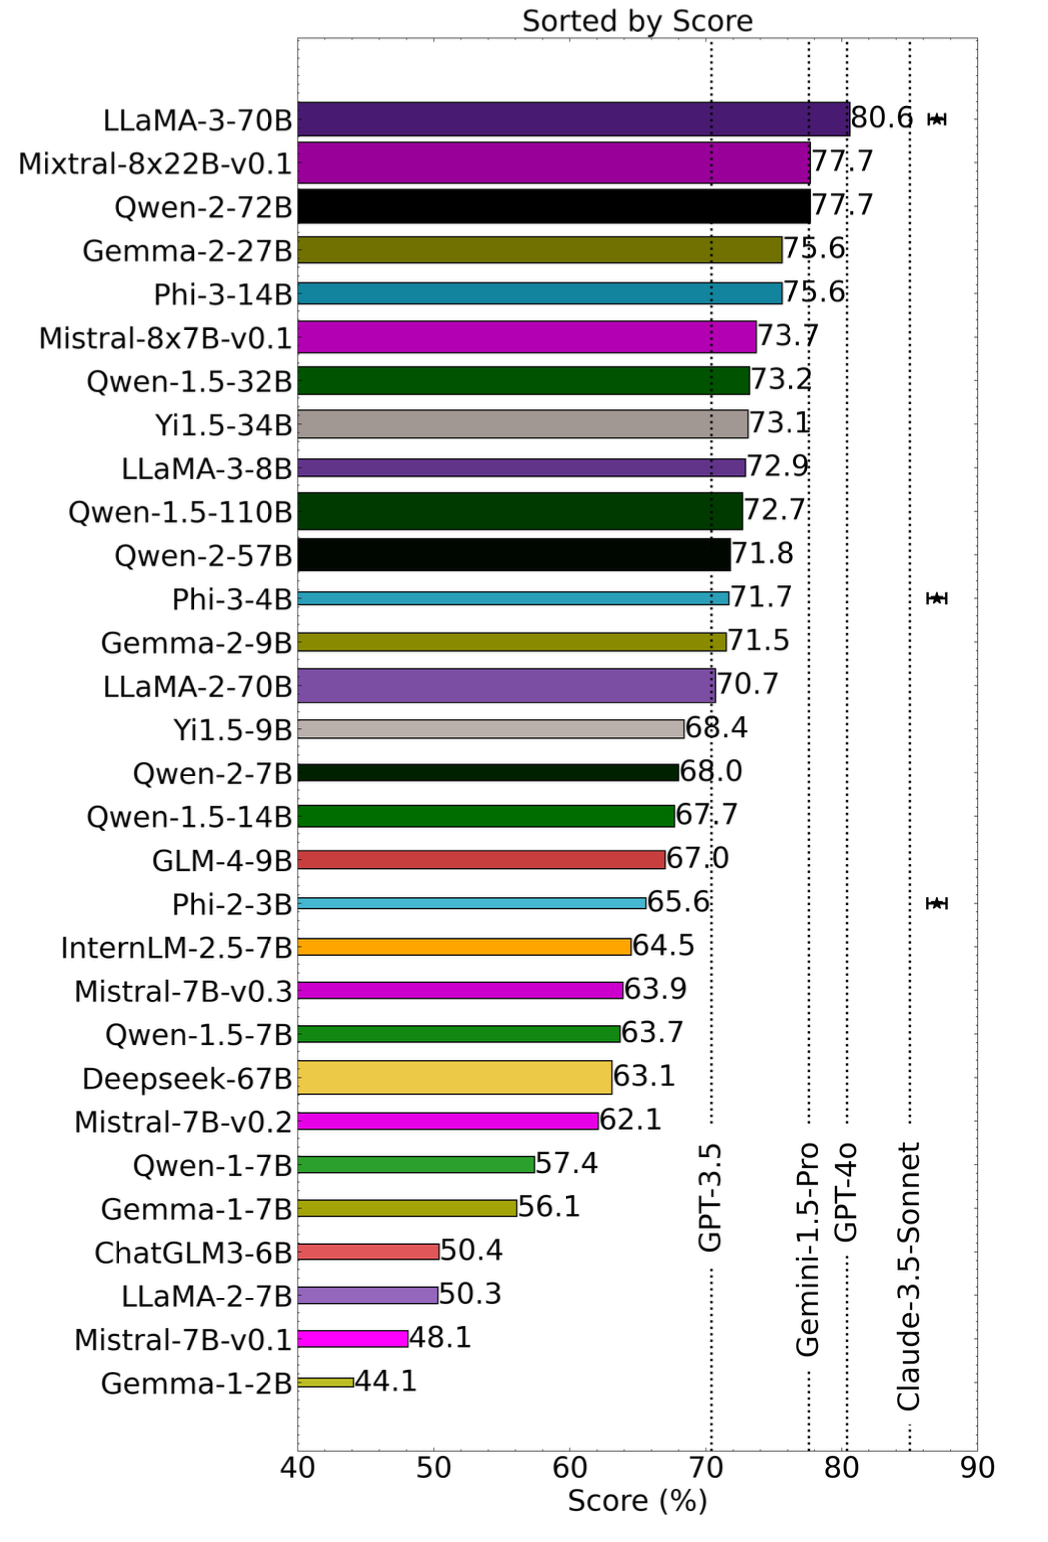 Sorted by Score
LLaMA-3-70B 80.6
Mixtral-8x22B-v0.1 77.7
Qwen-2-72B 77.7
Gemma-2-27B 75.6
Phi-3-14B 75.6
Mistral-8x7B-v0.1 73.7
Qwen-1.5-32B 73.2
Yi1.5-34B 73.1
LLaMA-3-8B 72.9
Qwen-1.5-110B 72.7
Qwen-2-57B 71.8
Phi-3-4B 71.7
Gemma-2-9B 71.5
LLaMA-2-70B 70.7
Yi1.5-9B 68.4
Qwen-2-7B 68.0
Qwen-1.5-14B 67.7
GLM-4-9B 67.0
Phi-2-3B 65.6
InternLM-2.5-7B 64.5
Mistral-7B-v0.3 63.9
Qwen-1.5-7B 63.7
Deepseek-67B 63.1
Mistral-7B-v0.2 62.1
Qwen-1-7B 57.4
Gemma-1-7B 56.1
ChatGLM3-6B 50.4
LLaMA-2-7B 50.3
Mistral-7B-v0.1 48.1
Gemma-1-2B 44.1
GPT-3.5
Gemini-1.5-Pro
GPT-4o
Claude-3.5-Sonnet
40 50 60 70 80 90
Score (%)